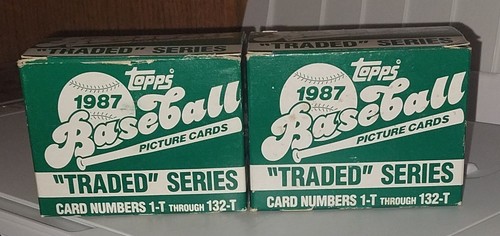 "TRADED" SERIES
topps
1987
Baseball
PICTURE CARDS
"TRADED" SERIES
CARD NUMBERS 1-T THROUGH 132-T
"TRADED" SERIES
topps
1987
Baseball
PICTURE CARDS
"TRADED" SERIES
CARD NUMBERS 1-T THROUGH 132-T